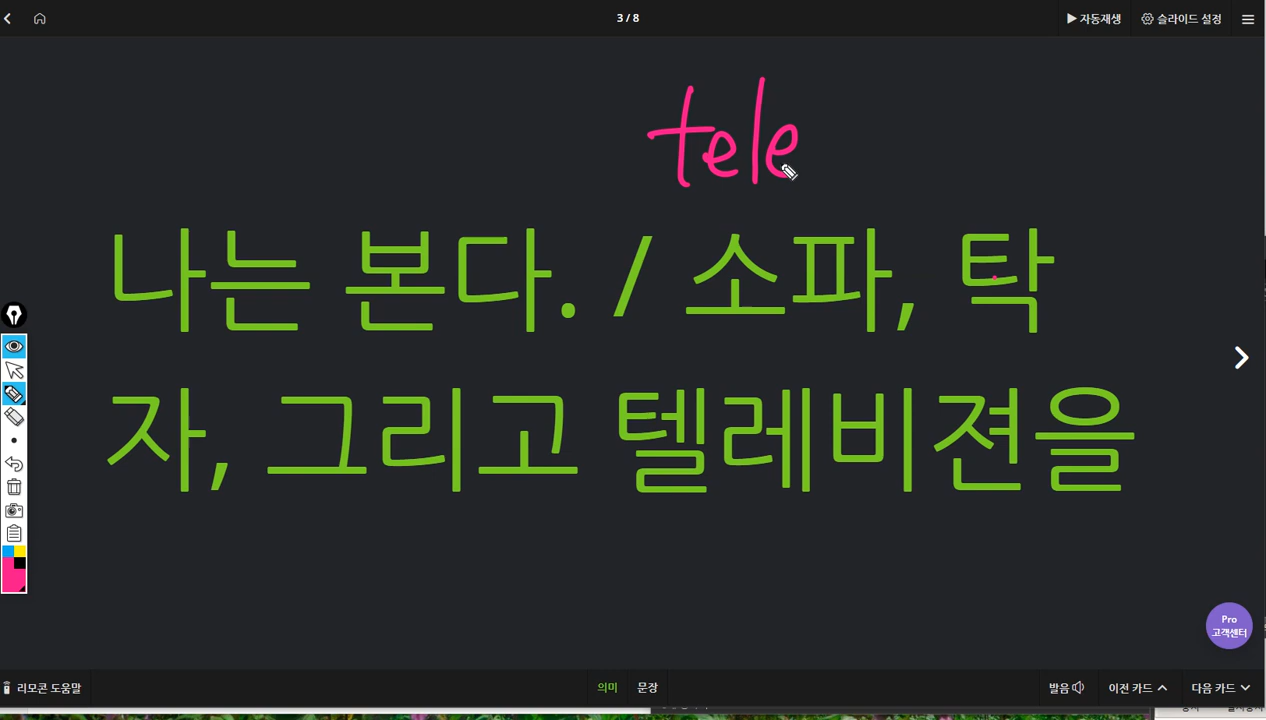 3 / 8
자동재생
슬라이드 설정
tele
나는 본다. / 소파, 탁
자, 그리고 텔레비젼을
Pro
고객센터
리모콘 도움말
의미
문장
발음
이전 카드
다음 카드